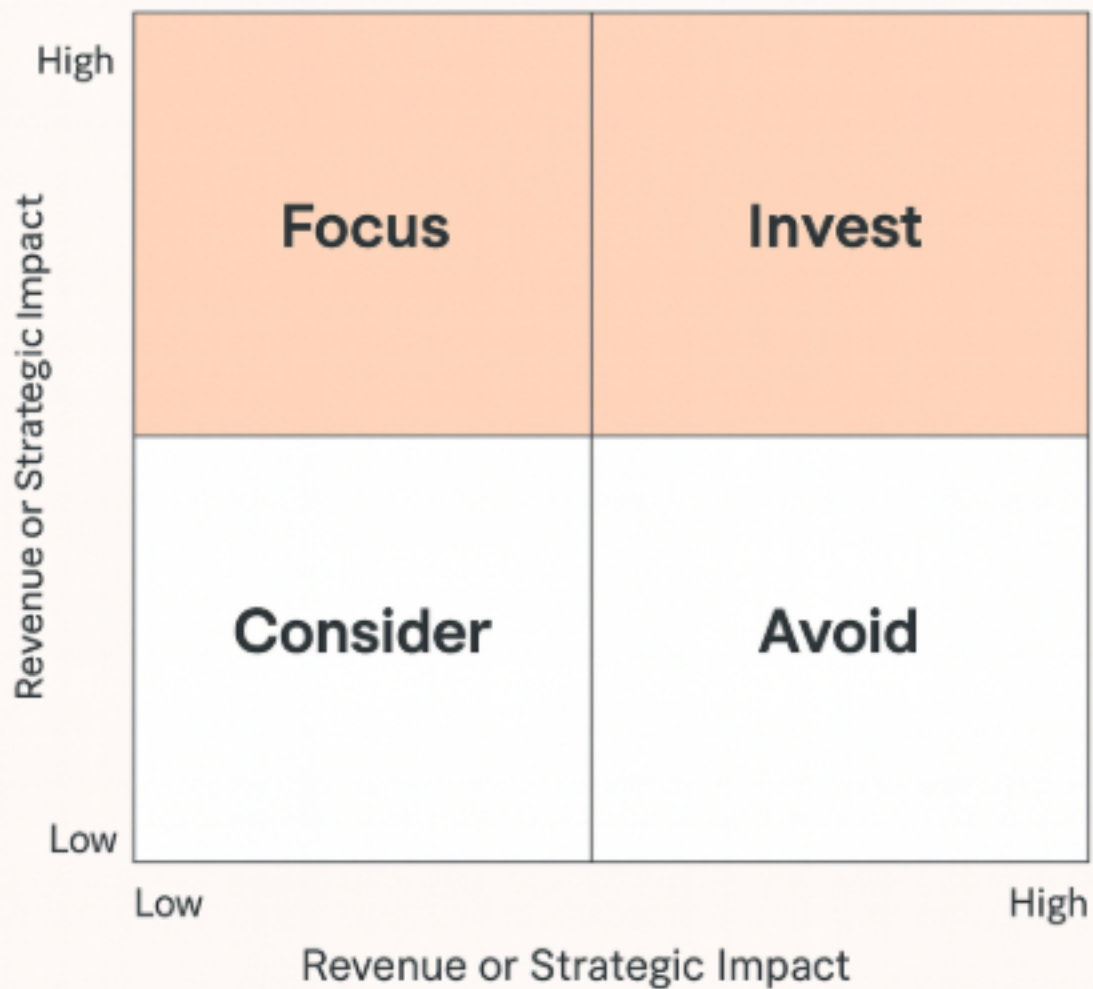 High
Revenue or Strategic Impact
Focus
Invest
Consider
Avoid
Low
Low
High
Revenue or Strategic Impact